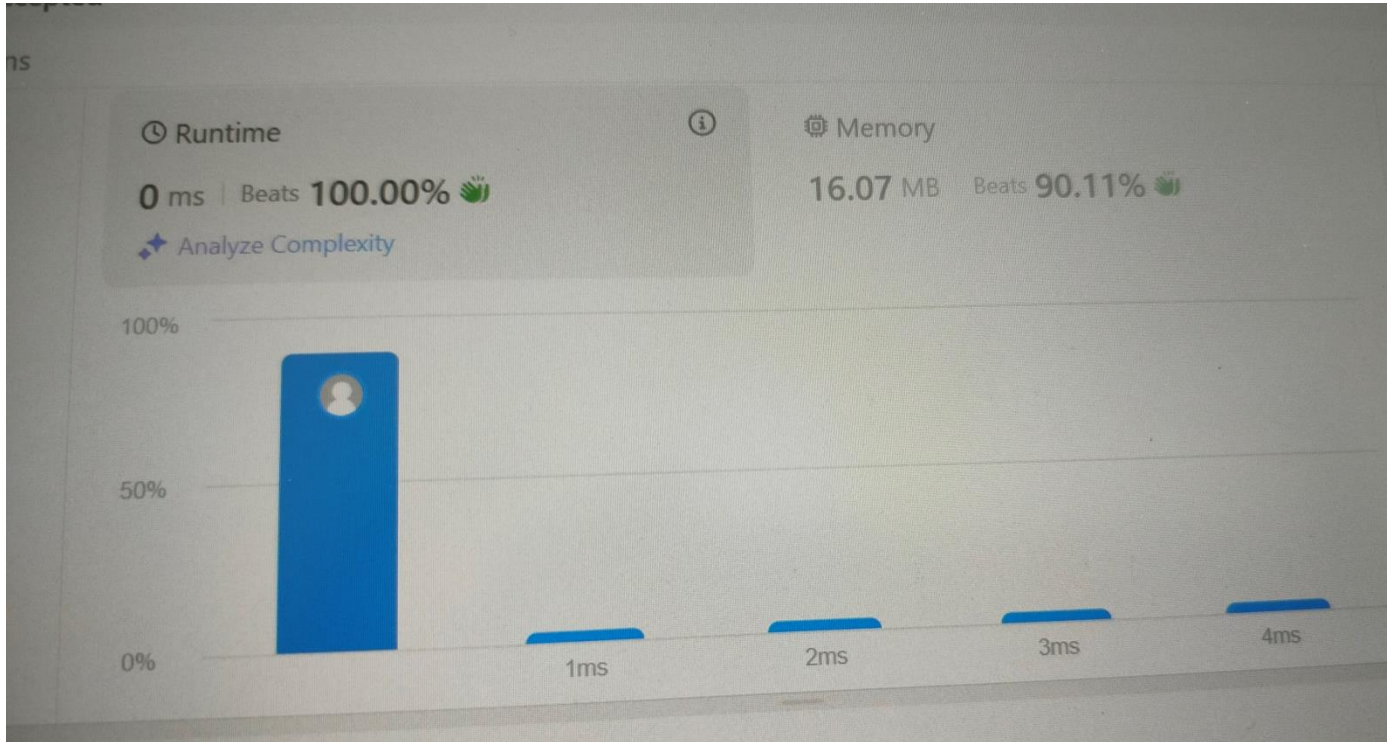 ns
Runtime
0 ms | Beats 100.00%
Analyze Complexity
Memory
16.07 MB Beats 90.11%
100%
50%
0%
1ms 2ms 3ms 4ms